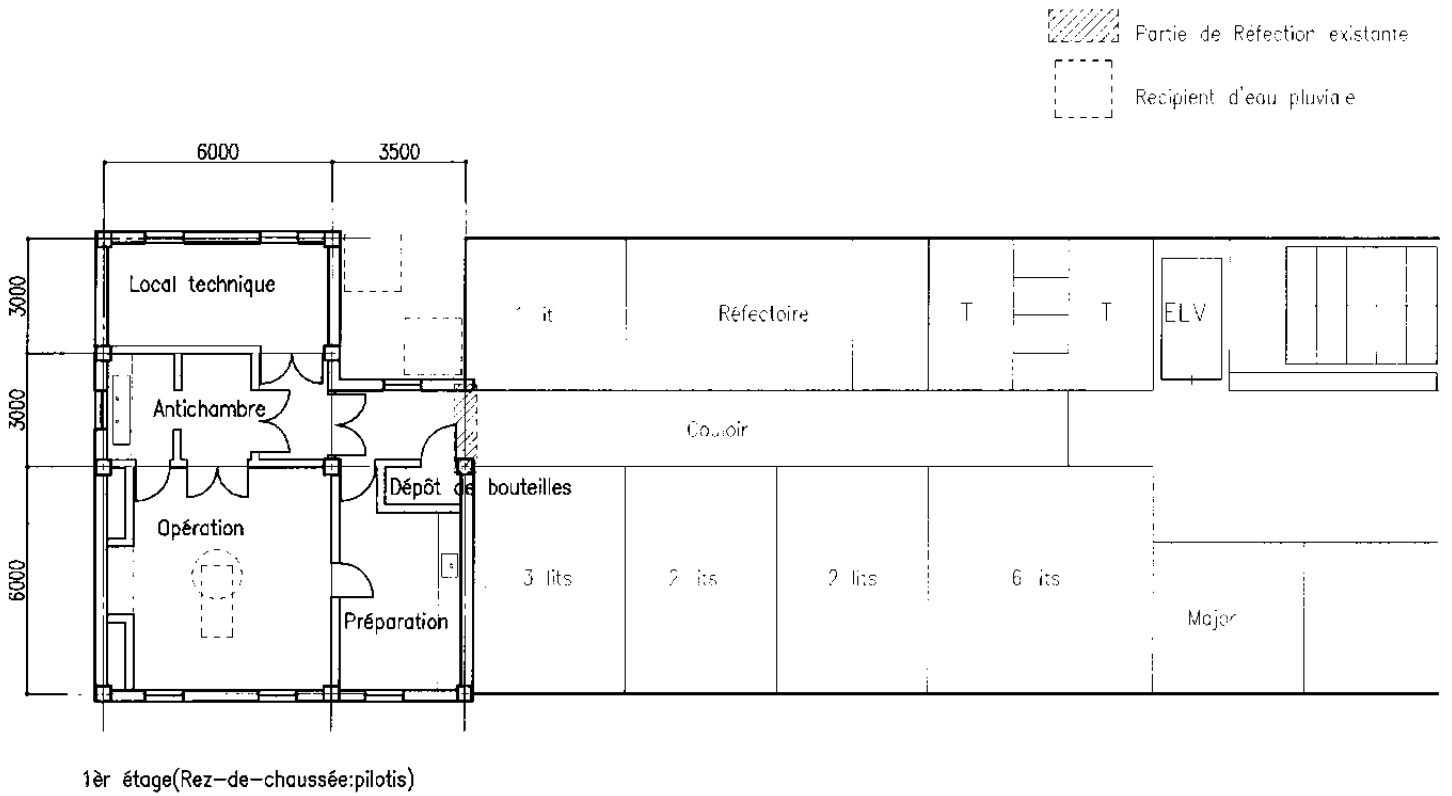 Partie de Réfection existante
Recipient d'eau pluviale
6000
3500
3000
3000
6000
Local technique
Antichambre
Opération
Dépôt de bouteilles
Préparation
1 lit
Réfectoire
T
T
ELV
Couloir
3 lits
2 lits
2 lits
6 lits
Major
1èr étage(Rez-de-chaussée:pilotis)